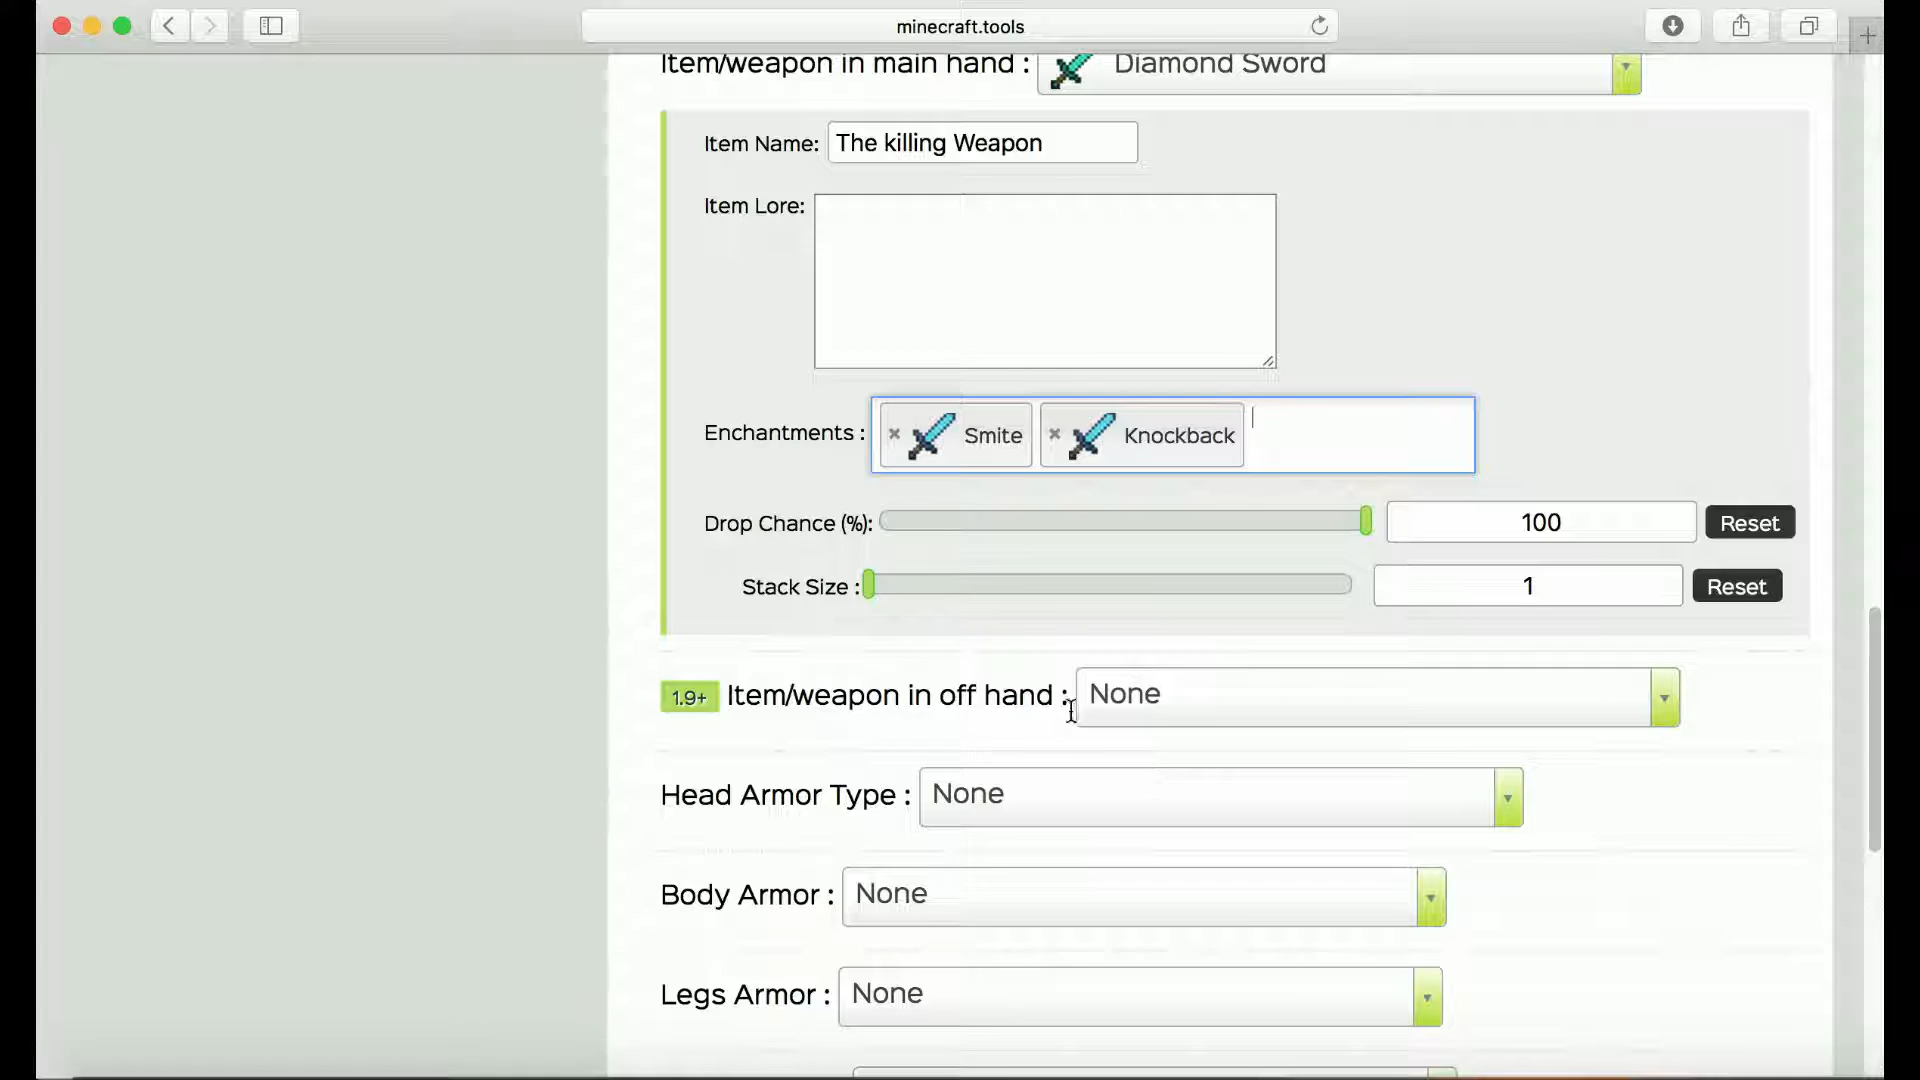 minecraft.tools
Item/weapon in main hand : Diamond Sword
Item Name: The killing Weapon
Item Lore:
Enchantments : × Smite × Knockback
Drop Chance (%): 100 Reset
Stack Size : 1 Reset
1.9+ Item/weapon in off hand : None
Head Armor Type : None
Body Armor : None
Legs Armor : None